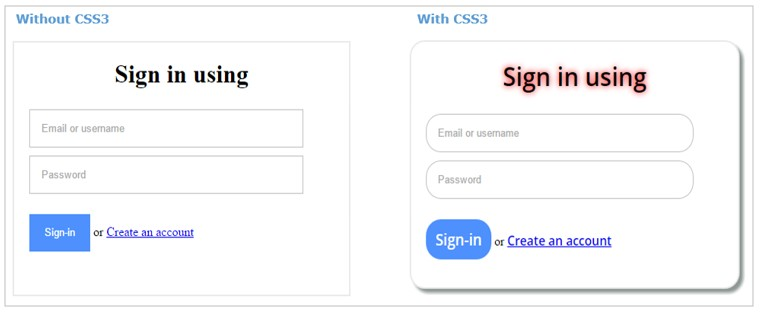 Without CSS3
Sign in using
Email or username
Password
Sign-in or Create an account
With CSS3
Sign in using
Email or username
Password
Sign-in or Create an account